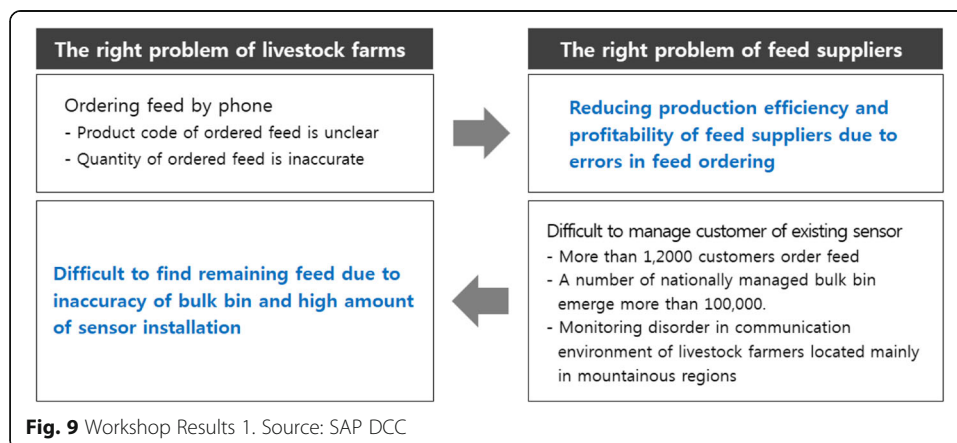 The right problem of livestock farms
Ordering feed by phone
- Product code of ordered feed is unclear
- Quantity of ordered feed is inaccurate
The right problem of feed suppliers
Reducing production efficiency and
profitability of feed suppliers due to
errors in feed ordering
Difficult to find remaining feed due to
inaccuracy of bulk bin and high amount
of sensor installation
Difficult to manage customer of existing sensor
- More than 1,2000 customers order feed
- A number of nationally managed bulk bin
emerge more than 100,000.
- Monitoring disorder in communication
environment of livestock farmers located mainly
in mountainous regions
Fig. 9 Workshop Results 1. Source: SAP DCC